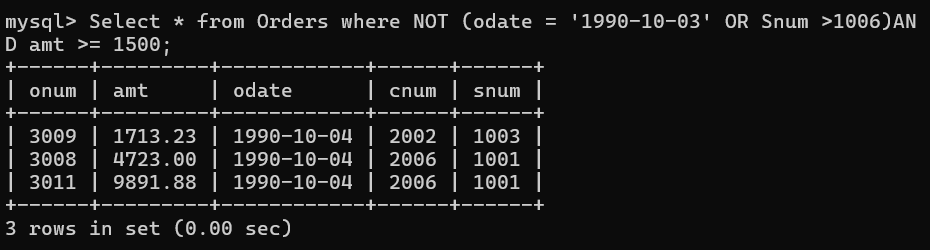 mysql> Select * from Orders where NOT (odate = '1990-10-03' OR Snum >1006)AN
D amt >= 1500;
+------+---------+------------+------+------+
| onum | amt     | odate      | cnum | snum |
+------+---------+------------+------+------+
| 3009 | 1713.23 | 1990-10-04 | 2002 | 1003 |
| 3008 | 4723.00 | 1990-10-04 | 2006 | 1001 |
| 3011 | 9891.88 | 1990-10-04 | 2006 | 1001 |
+------+---------+------------+------+------+
3 rows in set (0.00 sec)